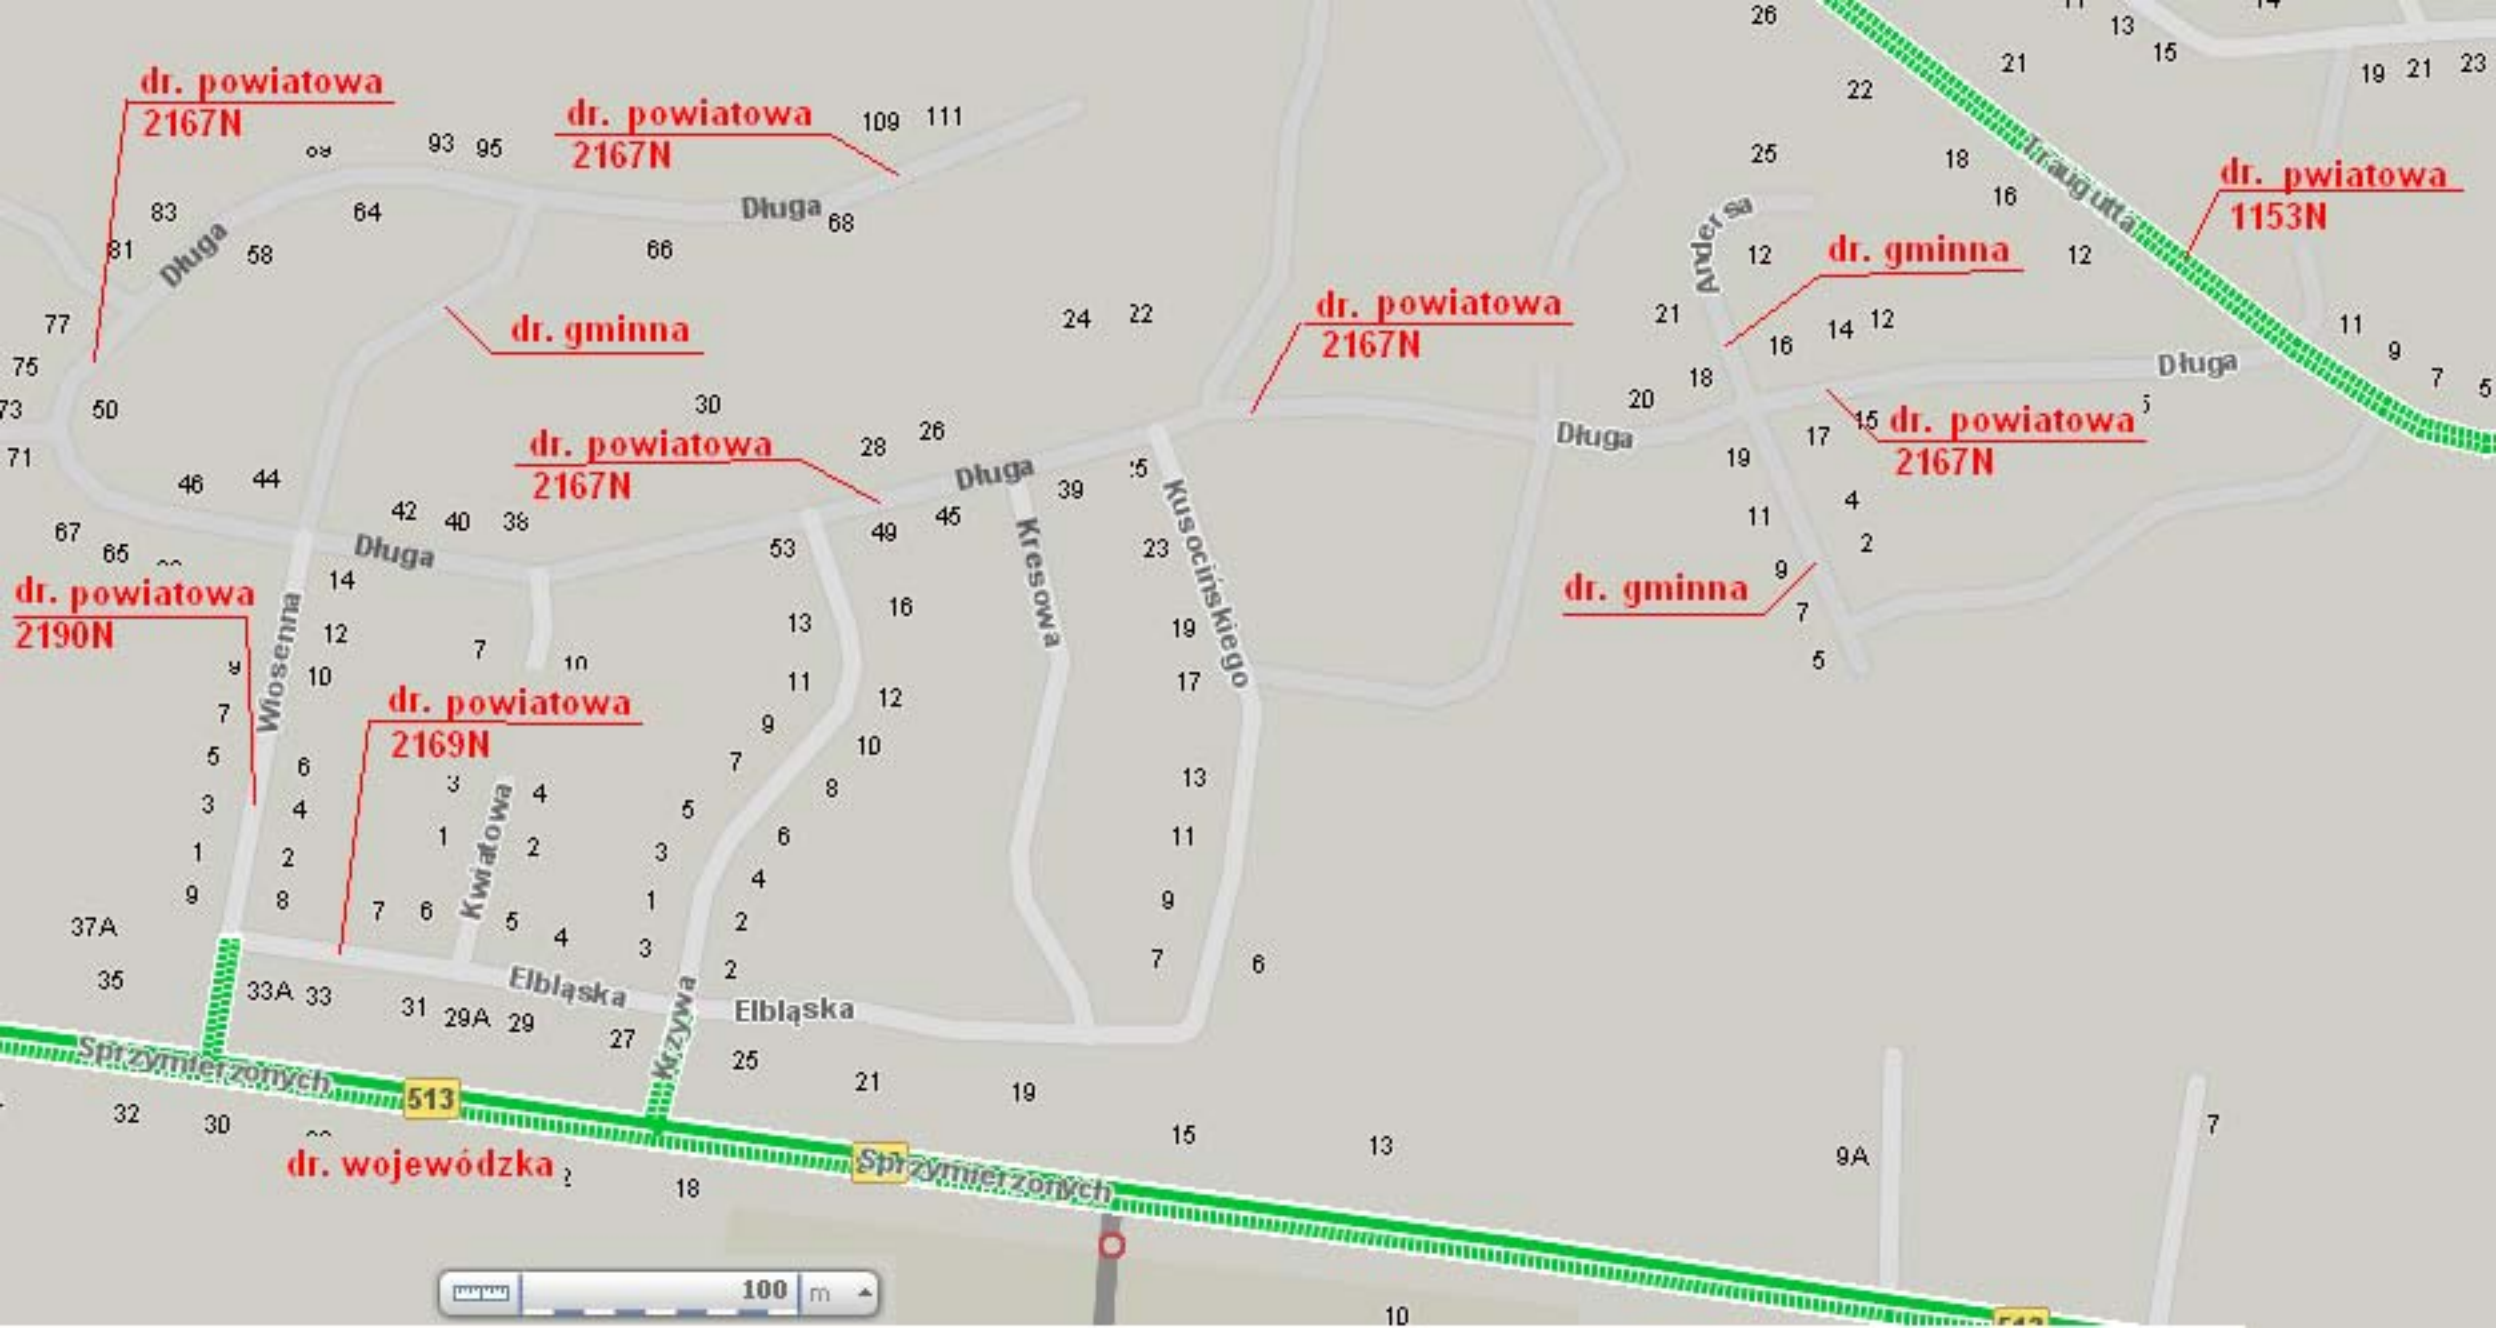 26
13
14
15
21
19 21 23
22
dr. powiatowa
2167N
dr. powiatowa
2167N
109 111
93 95
25
18
16
Traugutta
dr. pwiatowa
1153N
83
64
Długa
68
Andersa
81
Długa
58
66
12
dr. gminna
12
77
dr. gminna
24 22
dr. powiatowa
2167N
21
16 14 12
11
9
7
5
75
18
Długa
73
50
30
20
28 26
dr. powiatowa
2167N
Długa
15
dr. powiatowa
2167N
17
71
46 44
Długa
39
19
42 40 38
49 45
4
11
67
65
Długa
53
Kresowa
23
Kusocińskiego
2
9
dr. gminna
dr. powiatowa
2190N
14
12
10
Wiosenna
13
16
19
7
5
9
7
10
11
12
17
7
dr. powiatowa
2169N
9
10
5
6
7
8
13
3
4
3
4
5
6
11
1
2
1
2
Kwiatowa
3
4
9
8
7 6
5
4
1
2
9
37A
3
2
7
6
35
33A 33
31 29A 29
Elbląska
27
Krzywa
Elbląska
25
21
19
Sprzymierzonych
513
32
30
15
13
9A
7
dr. wojewódzka
18
Sprzymierzonych
100 m
10
513